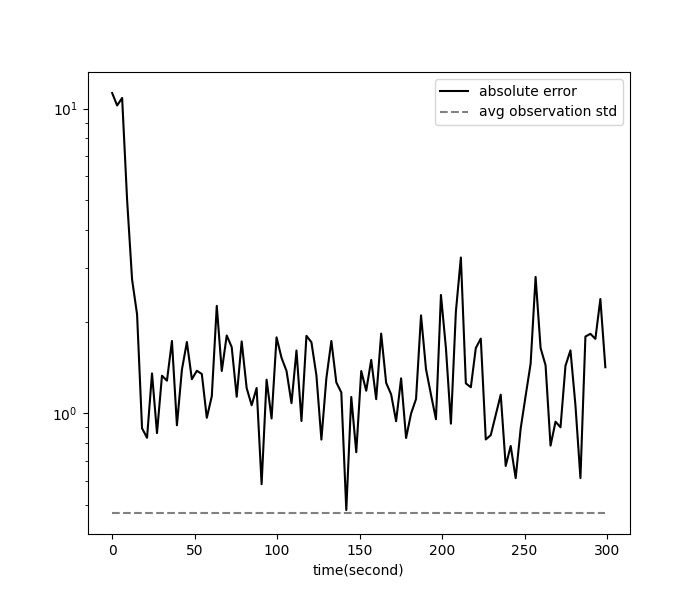 absolute error
avg observation std
10¹
10⁰
0 50 100 150 200 250 300
time(second)